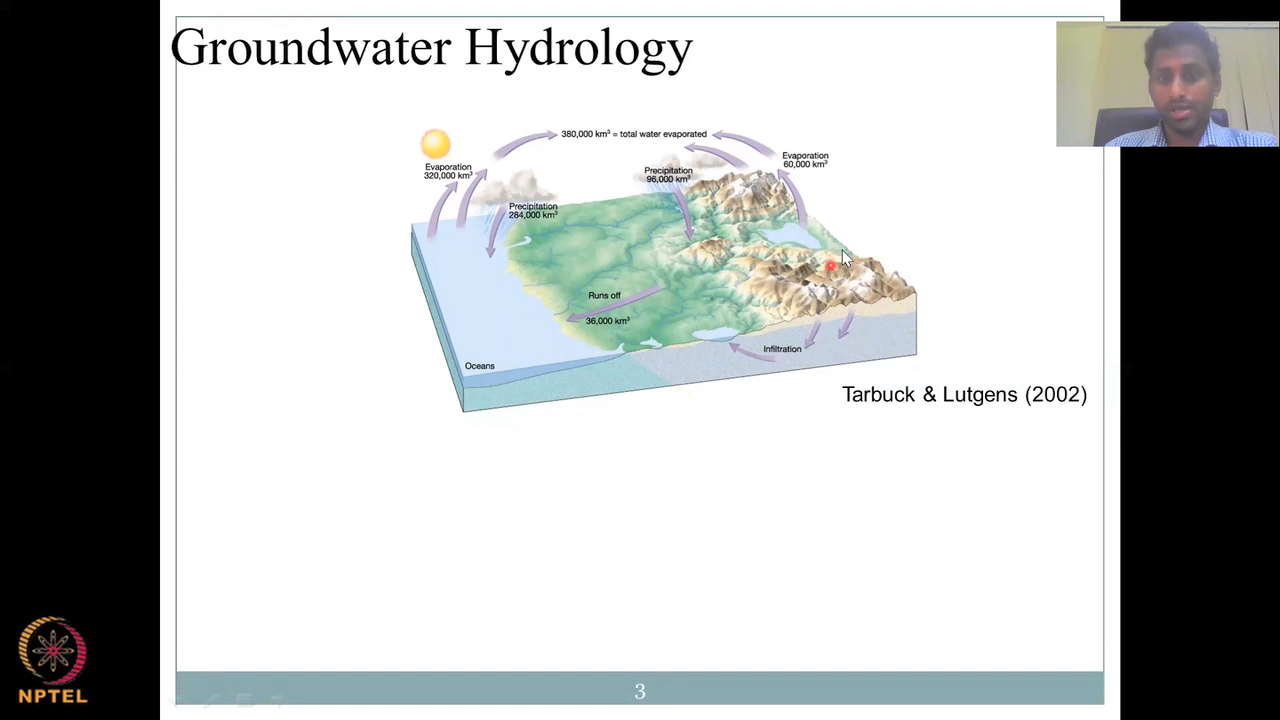 Groundwater Hydrology
380,000 km³ = total water evaporated
Evaporation
320,000 km³
Evaporation
60,000 km³
Precipitation
96,000 km³
Precipitation
284,000 km³
Runs off
36,000 km³
Infiltration
Oceans
Tarbuck & Lutgens (2002)
3
NPTEL